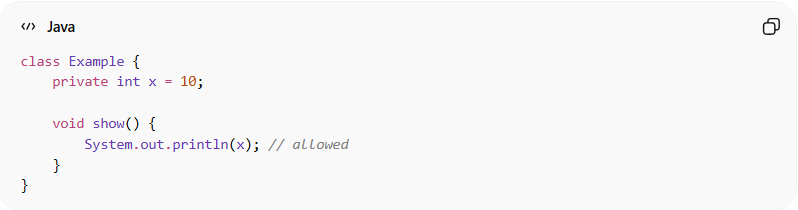 </> Java
class Example {
    private int x = 10;

    void show() {
        System.out.println(x); // allowed
    }
}